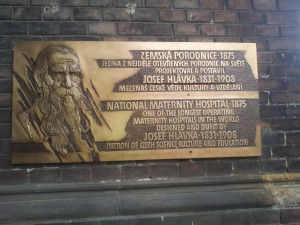 ZEMSKÁ PORODNICE·1875
JEDNA Z NEJDÉLE OTEVŘENÝCH PORODNIC NA SVĚTĚ
PROJEKTOVAL A POSTAVIL
JOSEF HLÁVKA·1831-1908
MECENÁŠ ČESKÉ VĚDY, KULTURY A VZDĚLÁNÍ
NATIONAL MATERNITY HOSPITAL·1875
ONE OF THE LONGEST OPERATING
MATERNITY HOSPITALS IN THE WORLD
DESIGNED AND BUILT BY
JOSEF HLÁVKA·1831-1908
PATRON OF CZECH SCIENCE, CULTURE AND EDUCATION